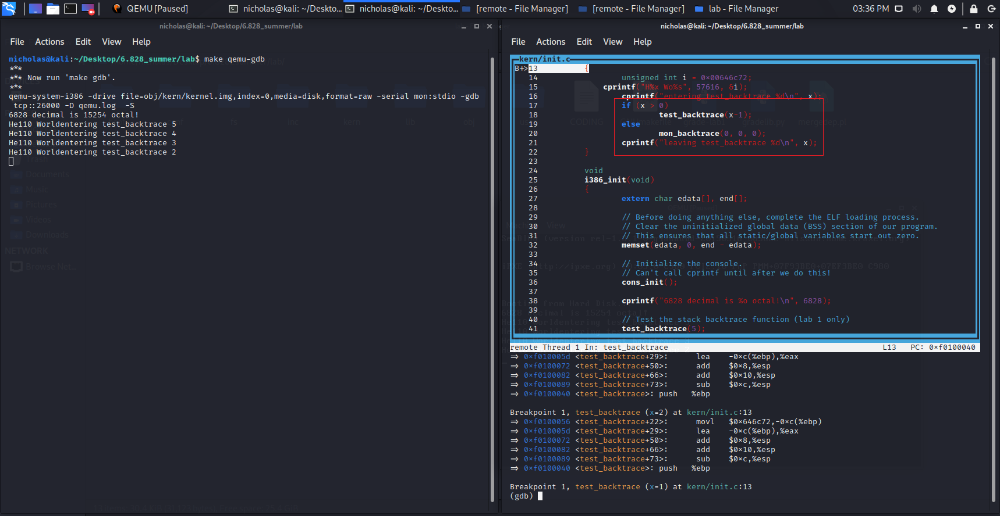 QEMU [Paused]
nicholas@kali: ~/Deskto...
nicholas@kali: ~/Deskto...
[remote - File Manager]
[remote - File Manager]
lab - File Manager
03:36 PM
nicholas@kali: ~/Desktop/6.828_summer/lab
File Actions Edit View Help
nicholas@kali:~/Desktop/6.828_summer/lab$ make qemu-gdb
***
*** Now run 'make gdb'.
***
qemu-system-i386 -drive file=obj/kern/kernel.img,index=0,media=disk,format=raw -serial mon:stdio -gdb
tcp::26000 -D qemu.log  -S
6828 decimal is 15254 octal!
He110 Worldentering test_backtrace 5
He110 Worldentering test_backtrace 4
He110 Worldentering test_backtrace 3
He110 Worldentering test_backtrace 2
Trash
Documents
Music
Pictures
Videos
Downloads
NETWORK
Browse Net...
nicholas@kali: ~/Desktop/6.828_summer/lab
File Actions Edit View Help
kern/init.c
B+>13 {
14 unsigned int i = 0x00646c72;
15 cprintf("H%x Wo%s", 57616, &i);
16 cprintf("entering test_backtrace %d\n", x);
17 if (x > 0)
18 test_backtrace(x-1);
19 else
20 mon_backtrace(0, 0, 0);
21 cprintf("leaving test_backtrace %d\n", x);
22 }
23
24 void
25 i386_init(void)
26 {
27 extern char edata[], end[];
28
29 // Before doing anything else, complete the ELF loading process.
30 // Clear the uninitialized global data (BSS) section of our program.
31 // This ensures that all static/global variables start out zero.
32 memset(edata, 0, end - edata);
33
34 // Initialize the console.
35 // Can't call cprintf until after we do this!
36 cons_init();
37
38 cprintf("6828 decimal is %o octal!\n", 6828);
39
40 // Test the stack backtrace function (lab 1 only)
41 test_backtrace(5);
remote Thread 1 In: test_backtrace L13 PC: 0xf0100040
=> 0xf010005d <test_backtrace+29>: lea -0xc(%ebp),%eax
=> 0xf0100072 <test_backtrace+50>: add $0x8,%esp
=> 0xf0100082 <test_backtrace+66>: add $0x10,%esp
=> 0xf0100089 <test_backtrace+73>: sub $0xc,%esp
=> 0xf0100040 <test_backtrace>: push %ebp
Breakpoint 1, test_backtrace (x=2) at kern/init.c:13
=> 0xf0100056 <test_backtrace+22>: movl $0x646c72,-0xc(%ebp)
=> 0xf010005d <test_backtrace+29>: lea -0xc(%ebp),%eax
=> 0xf0100072 <test_backtrace+50>: add $0x8,%esp
=> 0xf0100082 <test_backtrace+66>: add $0x10,%esp
=> 0xf0100089 <test_backtrace+73>: sub $0xc,%esp
=> 0xf0100040 <test_backtrace>: push %ebp
Breakpoint 1, test_backtrace (x=1) at kern/init.c:13
(gdb)